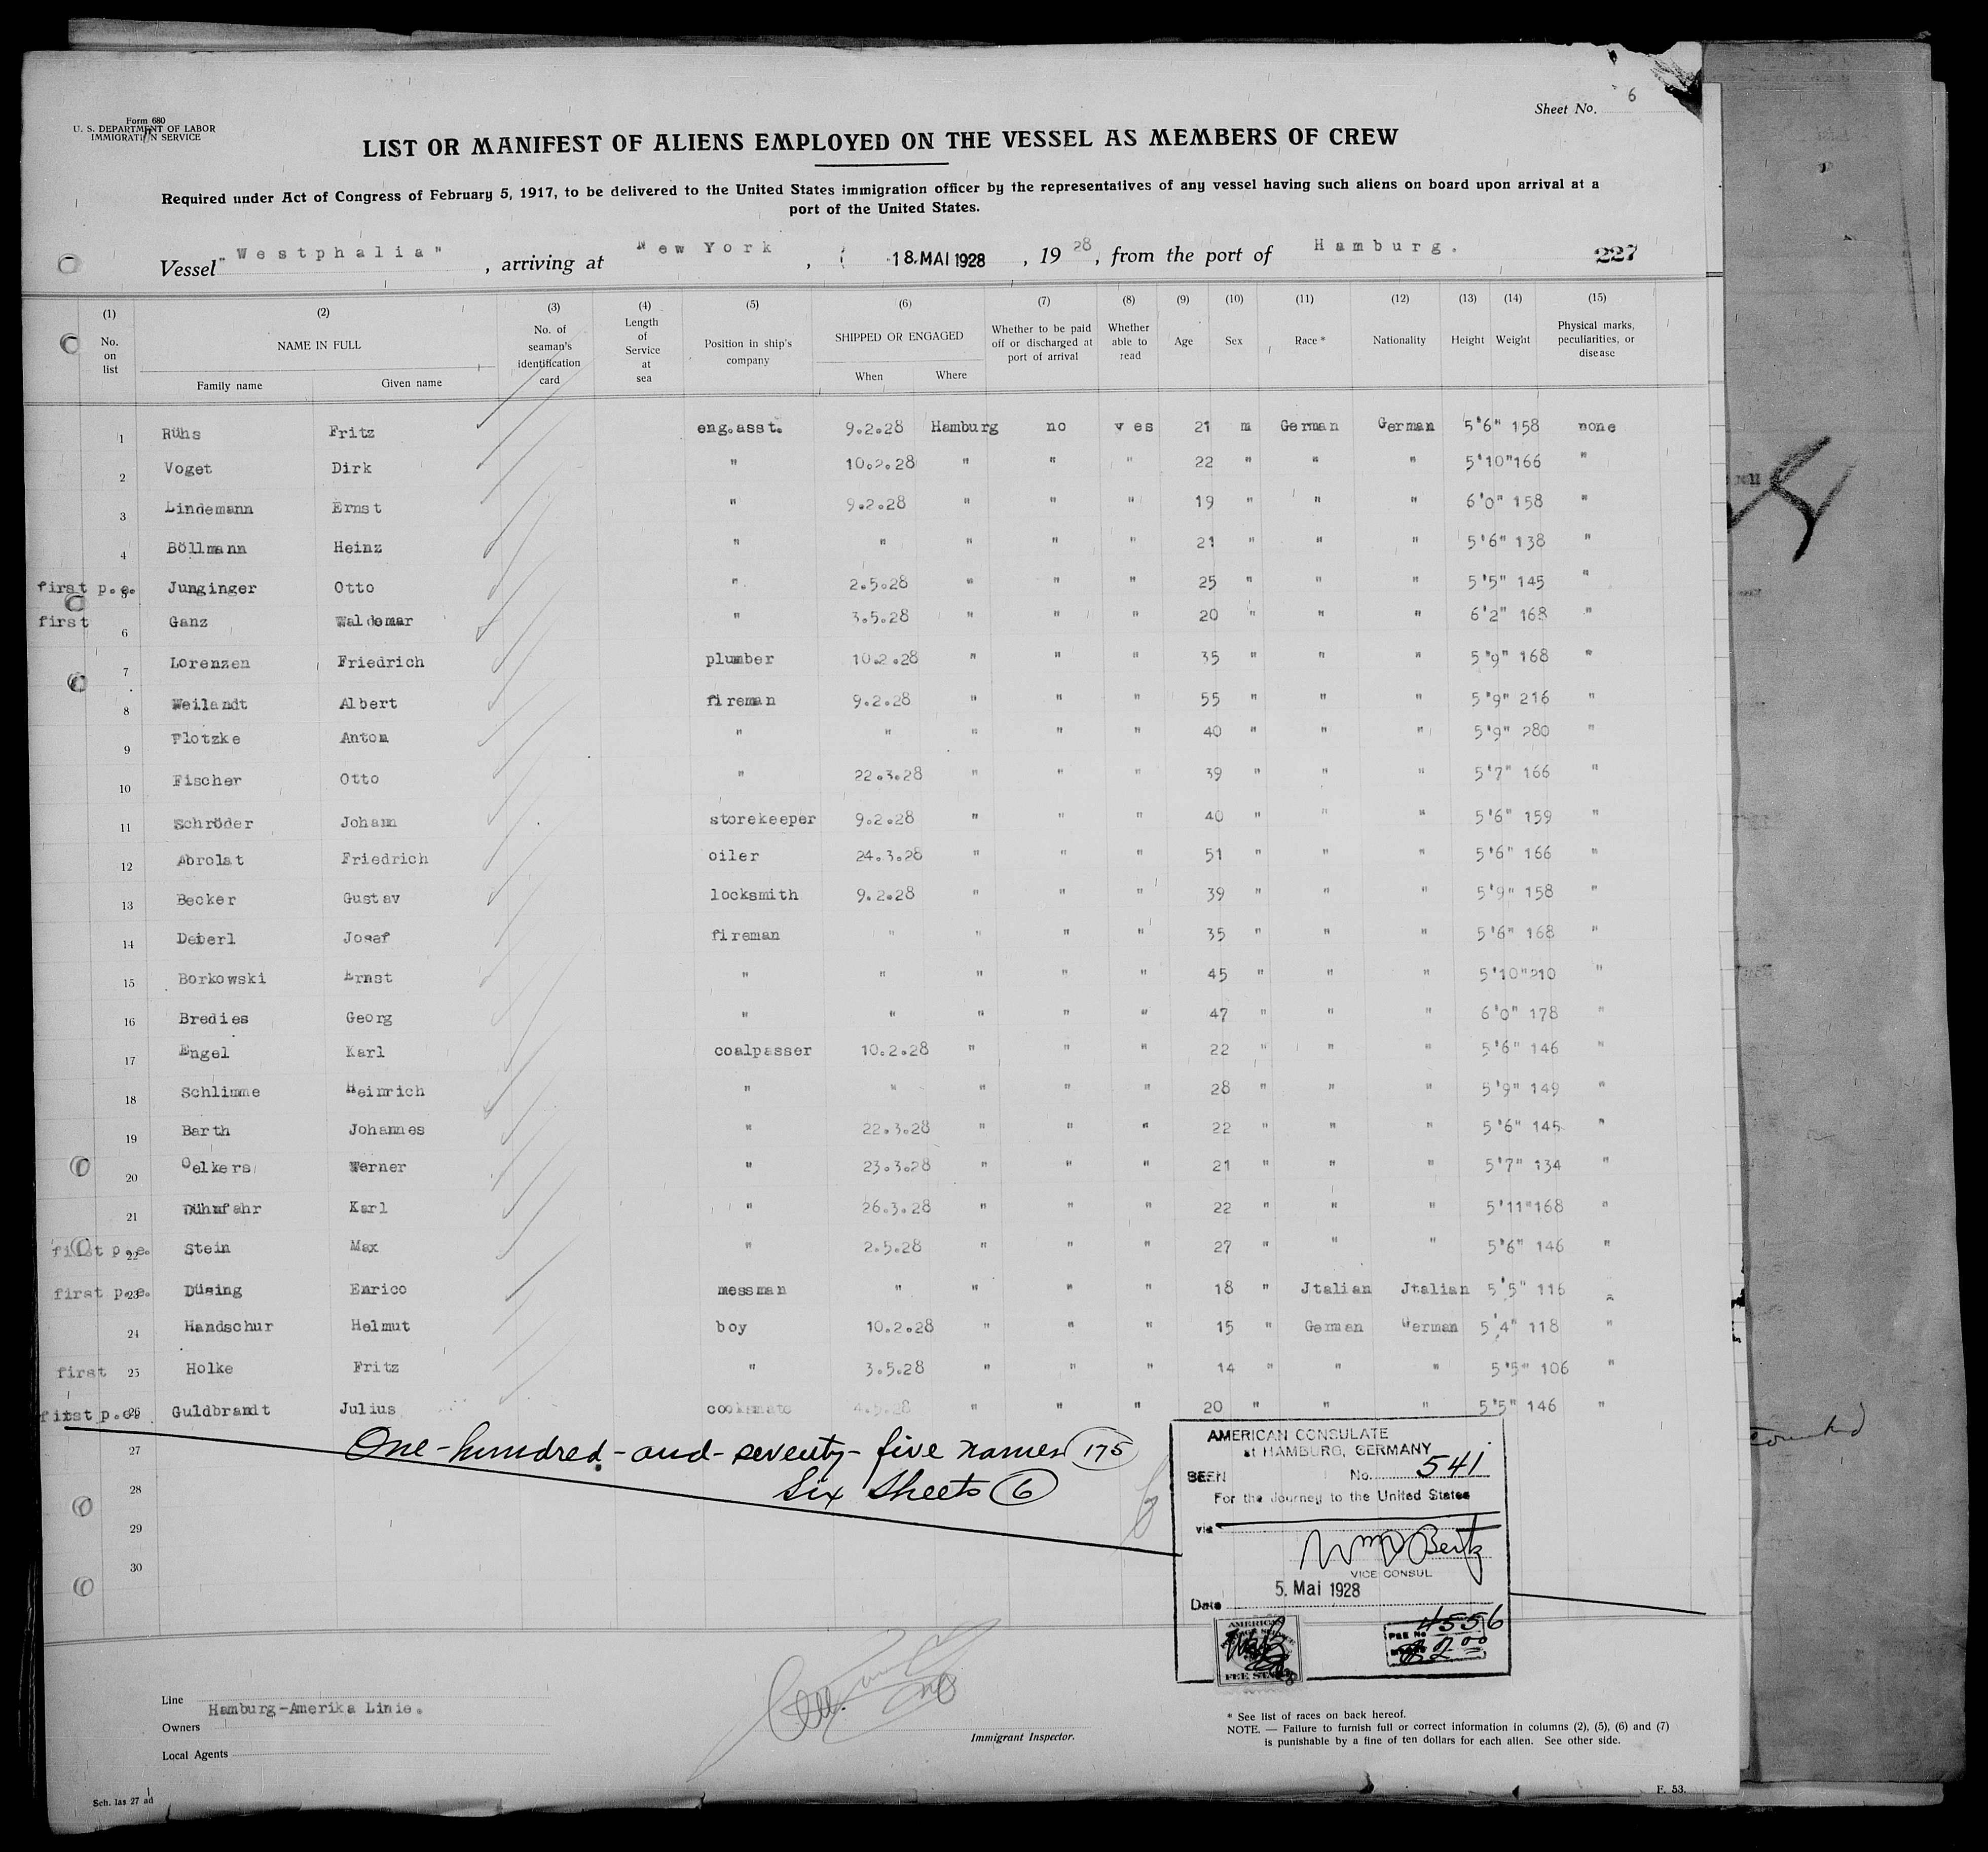 Sheet No. 6
Form 680
U. S. DEPARTMENT OF LABOR
IMMIGRATION SERVICE
LIST OR MANIFEST OF ALIENS EMPLOYED ON THE VESSEL AS MEMBERS OF CREW
Required under Act of Congress of February 5, 1917, to be delivered to the United States immigration officer by the representatives of any vessel having such aliens on board upon arrival at a
port of the United States.
Vessel "Westphalia" , arriving at New York , 18.MAI 1928 , 19 28 , from the port of Hamburg. 227
(1) (2) (3) (4) (5) (6) (7) (8) (9) (10) (11) (12) (13) (14) (15)
No. on list NAME IN FULL Family name Given name No. of seaman's identification card Length of Service at sea Position in ship's company SHIPPED OR ENGAGED When Where Whether to be paid off or discharged at port of arrival Whether able to read Age Sex Race * Nationality Height Weight Physical marks, peculiarities, or disease
1 Rühs Fritz eng.asst. 9.2.28 Hamburg no yes 21 m German German 5'6" 158 none
2 Voget Dirk " 10.2.28 " " " 22 " " " 5'10" 166 "
3 Lindemann Ernst " 9.2.28 " " " 19 " " " 6'0" 158 "
4 Böllmann Heinz " " " " " 21 " " " 5'6" 138 "
first p.e. 5 Junginger Otto " 2.5.28 " " " 25 " " " 5'5" 145 "
first 6 Ganz Waldemar " 3.5.28 " " " 20 " " " 6'2" 168 "
7 Lorenzen Friedrich plumber 10.2.28 " " " 35 " " " 5'9" 168 "
8 Weilandt Albert fireman 9.2.28 " " " 55 " " " 5'9" 216 "
9 Plotzke Anton " " " " " 40 " " " 5'9" 280 "
10 Fischer Otto " 22.3.28 " " " 39 " " " 5'7" 166 "
11 Schröder Johann storekeeper 9.2.28 " " " 40 " " " 5'6" 159 "
12 Abrolat Friedrich oiler 24.3.28 " " " 51 " " " 5'6" 166 "
13 Becker Gustav locksmith 9.2.28 " " " 39 " " " 5'9" 158 "
14 Deberl Josef fireman " " " " 35 " " " 5'6" 168 "
15 Borkowski Ernst " " " " " 45 " " " 5'10" 210 "
16 Bredies Georg " " " " " 47 " " " 6'0" 178 "
17 Engel Karl coalpasser 10.2.28 " " " 22 " " " 5'6" 146 "
18 Schlimme Heinrich " " " " " 28 " " " 5'9" 149 "
19 Barth Johannes " 22.3.28 " " " 22 " " " 5'6" 145 "
20 Oelkers Werner " 23.3.28 " " " 21 " " " 5'7" 134 "
21 Karl " 26.3.28 " " " 22 " " " 5'11" 168 "
first p.e. 22 Stein Max " 2.5.28 " " " 27 " " " 5'6" 146 "
first p.e. 23 Düsing Enrico messman " " " " 18 " Jtalian Jtalian 5'5" 116 "
24 Handschur Helmut boy 10.2.28 " " " 15 " German German 5'4" 118 "
first 25 Holke Fritz " 3.5.28 " " " 14 " " " 5'5" 106 "
first p.e. 26 Guldbrandt Julius cooksmate 4.5.28 " " " 20 " " " 5'5" 146 "
27 One-hundred-and-seventy-five names 175
28 Six Sheets 6
29
30
AMERICAN CONSULATE
at HAMBURG, GERMANY
SEEN No. 541
For the Journey to the United States
via
Wm Bertz
VICE CONSUL
5. Mai 1928
Date
AMERICAN
FEE STAMP
FEE No 4556
$2.00
Line Hamburg-Amerika Linie.
Owners
Local Agents
Immigrant Inspector.
* See list of races on back hereof.
NOTE. — Failure to furnish full or correct information in columns (2), (5), (6) and (7)
is punishable by a fine of ten dollars for each alien. See other side.
Sch. las 27 ad
F. 53.